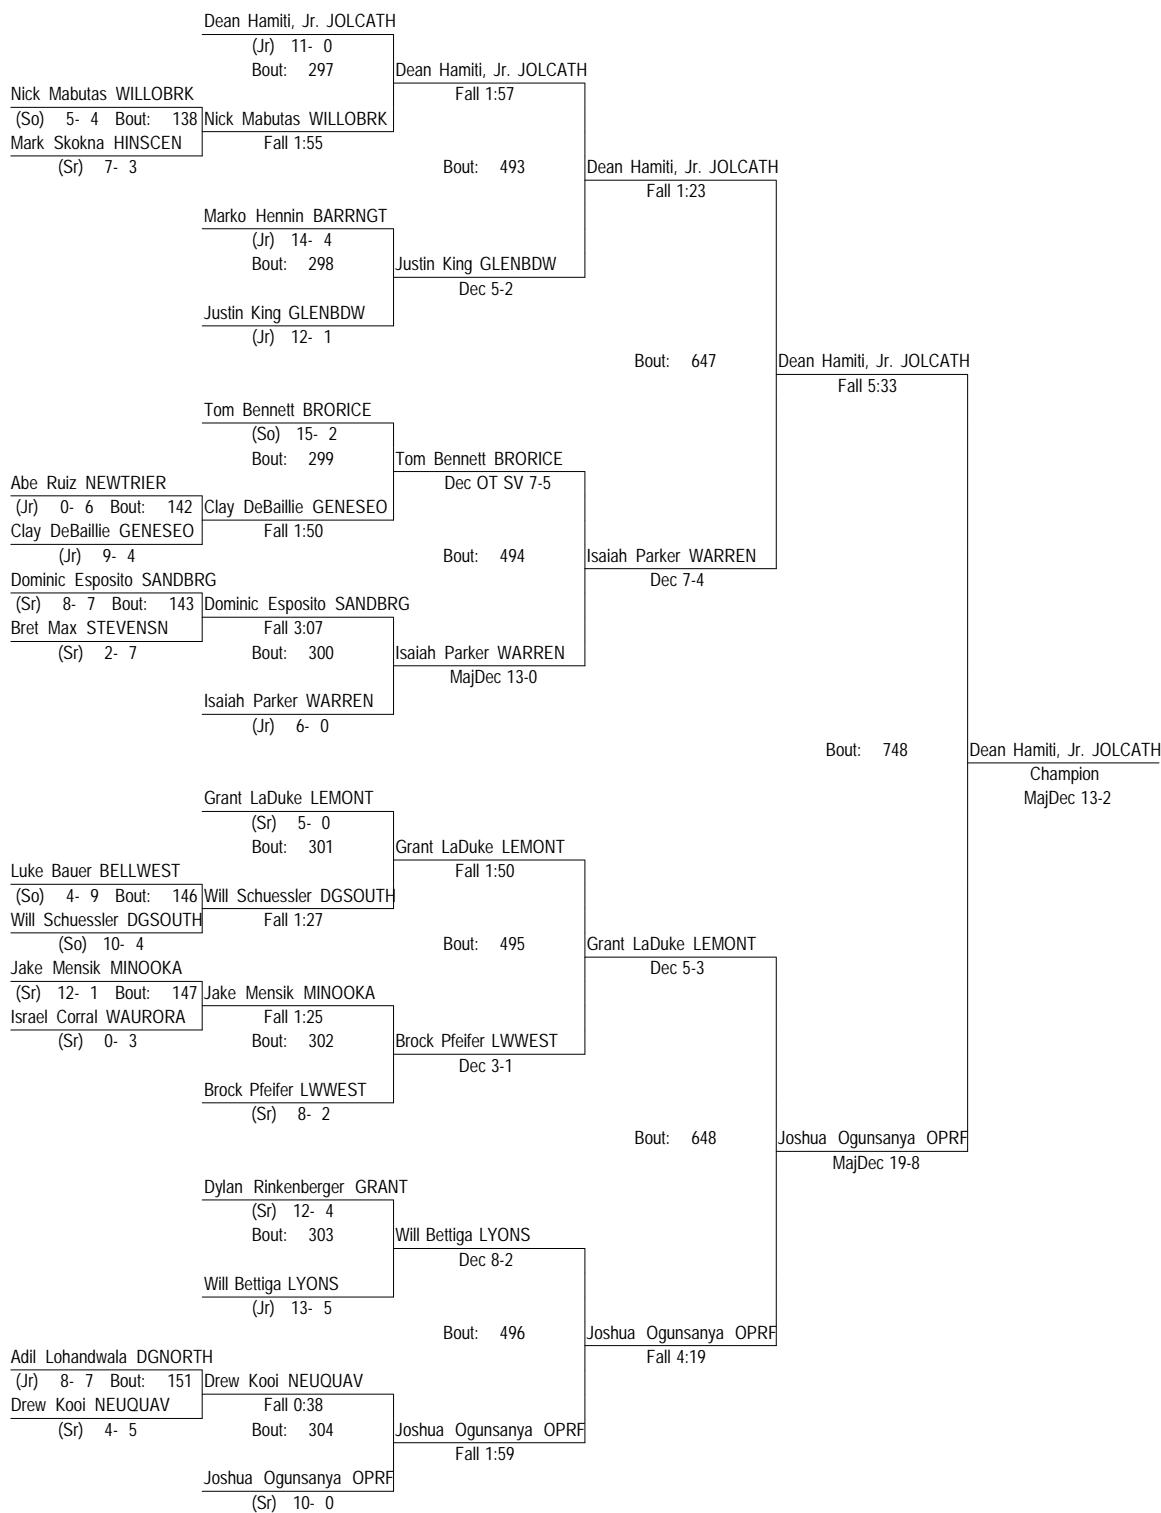 Dean Hamiti, Jr. JOLCATH
(Jr) 11- 0
Bout: 297
Dean Hamiti, Jr. JOLCATH
Fall 1:57
Nick Mabutas WILLOBRK
(So) 5- 4 Bout: 138 Nick Mabutas WILLOBRK
Mark Skokna HINSCEN
Fall 1:55
(Sr) 7- 3
Bout: 493
Dean Hamiti, Jr. JOLCATH
Fall 1:23
Marko Hennin BARRNGT
(Jr) 14- 4
Bout: 298
Justin King GLENBDW
Dec 5-2
Justin King GLENBDW
(Jr) 12- 1
Bout: 647
Dean Hamiti, Jr. JOLCATH
Fall 5:33
Tom Bennett BRORICE
(So) 15- 2
Bout: 299
Tom Bennett BRORICE
Dec OT SV 7-5
Abe Ruiz NEWTRIER
(Jr) 0- 6 Bout: 142 Clay DeBaillie GENESEO
Clay DeBaillie GENESEO
Fall 1:50
(Jr) 9- 4
Bout: 494
Isaiah Parker WARREN
Dec 7-4
Dominic Esposito SANDBRG
(Sr) 8- 7 Bout: 143 Dominic Esposito SANDBRG
Bret Max STEVENSN
Fall 3:07
(Sr) 2- 7
Bout: 300
Isaiah Parker WARREN
MajDec 13-0
Isaiah Parker WARREN
(Jr) 6- 0
Bout: 748
Dean Hamiti, Jr. JOLCATH
Champion
MajDec 13-2
Grant LaDuke LEMONT
(Sr) 5- 0
Bout: 301
Grant LaDuke LEMONT
Fall 1:50
Luke Bauer BELLWEST
(So) 4- 9 Bout: 146 Will Schuessler DGSOUTH
Will Schuessler DGSOUTH
Fall 1:27
(So) 10- 4
Bout: 495
Grant LaDuke LEMONT
Dec 5-3
Jake Mensik MINOOKA
(Sr) 12- 1 Bout: 147 Jake Mensik MINOOKA
Israel Corral WAURORA
Fall 1:25
(Sr) 0- 3
Bout: 302
Brock Pfeifer LWWEST
Dec 3-1
Brock Pfeifer LWWEST
(Sr) 8- 2
Bout: 648
Joshua Ogunsanya OPRF
MajDec 19-8
Dylan Rinkenberger GRANT
(Sr) 12- 4
Bout: 303
Will Bettiga LYONS
Dec 8-2
Will Bettiga LYONS
(Jr) 13- 5
Bout: 496
Joshua Ogunsanya OPRF
Fall 4:19
Adil Lohandwala DGNORTH
(Jr) 8- 7 Bout: 151 Drew Kooi NEUQUAV
Drew Kooi NEUQUAV
Fall 0:38
(Sr) 4- 5
Bout: 304
Joshua Ogunsanya OPRF
Fall 1:59
Joshua Ogunsanya OPRF
(Sr) 10- 0